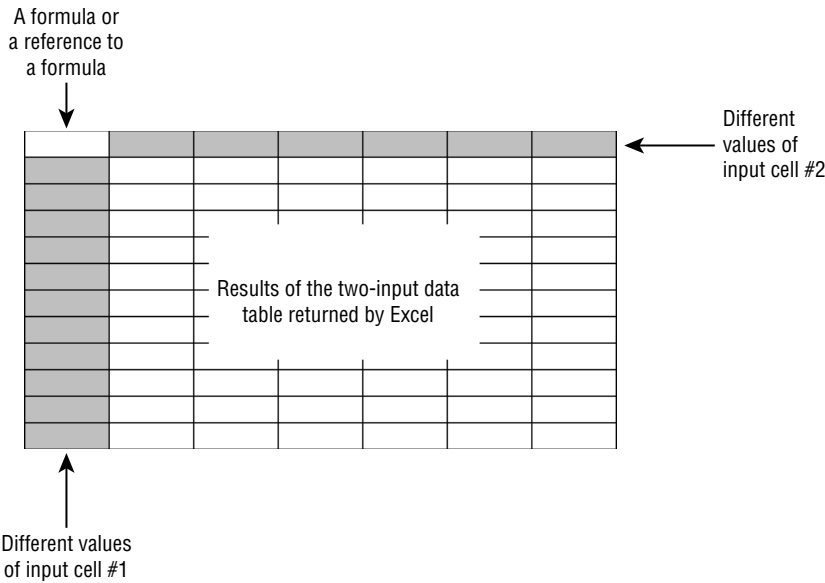 A formula or
a reference to
a formula
Different
values of
input cell #2
Results of the two-input data
table returned by Excel
Different values
of input cell #1